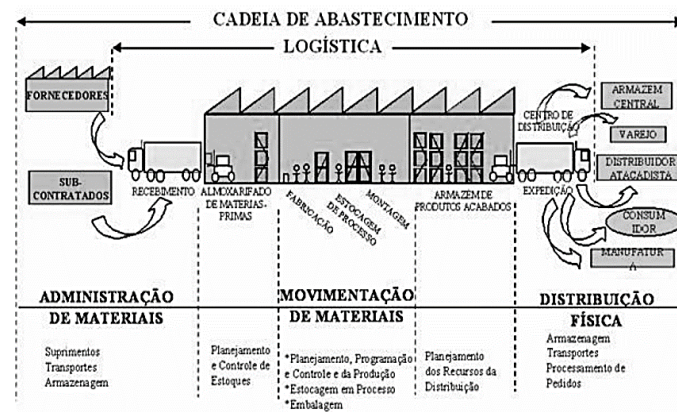 CADEIA DE ABASTECIMENTO
LOGÍSTICA
FORNECEDORES
SUB-
CONTRATADOS
RECEBIMENTO
ALMOXARIFADO
DE MATERIAS-
PRIMAS
FABRICAÇÃO
ESTOCAGEM
DE PROCESSO
MONTAGEM
ARMAZÉM DE
PRODUTOS ACABADOS
CENTRO DE
DISTRIBUIÇÃO
EXPEDIÇÃO
ARMAZEM
CENTRAL
VAREJO
DISTRIBUIDOR
ATACADISTA
CONSUM
IDOR
MANUFATUR
A
ADMINISTRAÇÃO
DE MATERIAIS
MOVIMENTAÇÃO
DE MATERIAIS
DISTRIBUIÇÃO
FÍSICA
Suprimentos
Transportes
Armazenagem
Planejamento
e Controle de
Estoques
*Planejamento, Programação
e Controle e da Produção
*Estocagem em Processo
*Embalagem
Planejamento
dos Recursos da
Distribuição
Armazenagem
Transportes
Processamento de
Pedidos